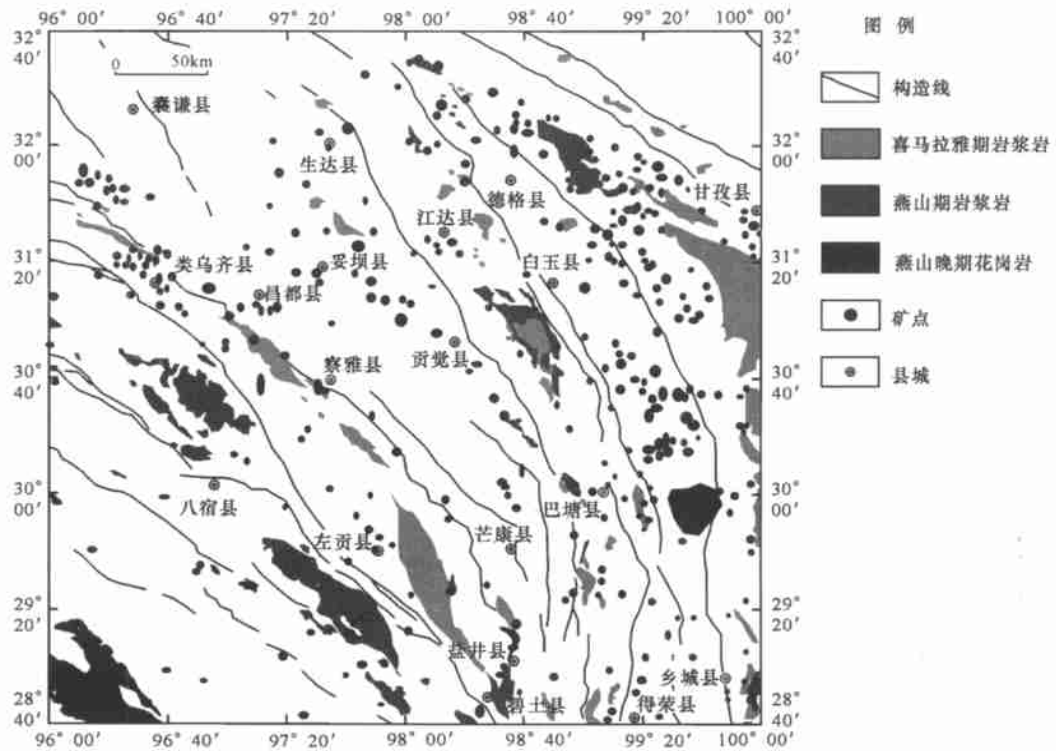 96° 00′ 96° 40′ 97° 20′ 98° 00′ 98° 40′ 99° 20′ 100° 00′
32° 40′
32° 40′
0 50km
囊谦县
32° 00′
32° 00′
生达县
德格县
甘孜县
江达县
31° 20′
31° 20′
类乌齐县
妥坝县
白玉县
昌都县
贡觉县
30° 40′
30° 40′
察雅县
30° 00′
30° 00′
八宿县
巴塘县
左贡县
芒康县
29° 20′
29° 20′
盐井县
乡城县
碧土县
得荣县
28° 40′
28° 40′
96° 00′ 96° 40′ 97° 20′ 98° 00′ 98° 40′ 99° 20′ 100° 00′
图 例
构造线
喜马拉雅期岩浆岩
燕山期岩浆岩
燕山晚期花岗岩
矿点
县城